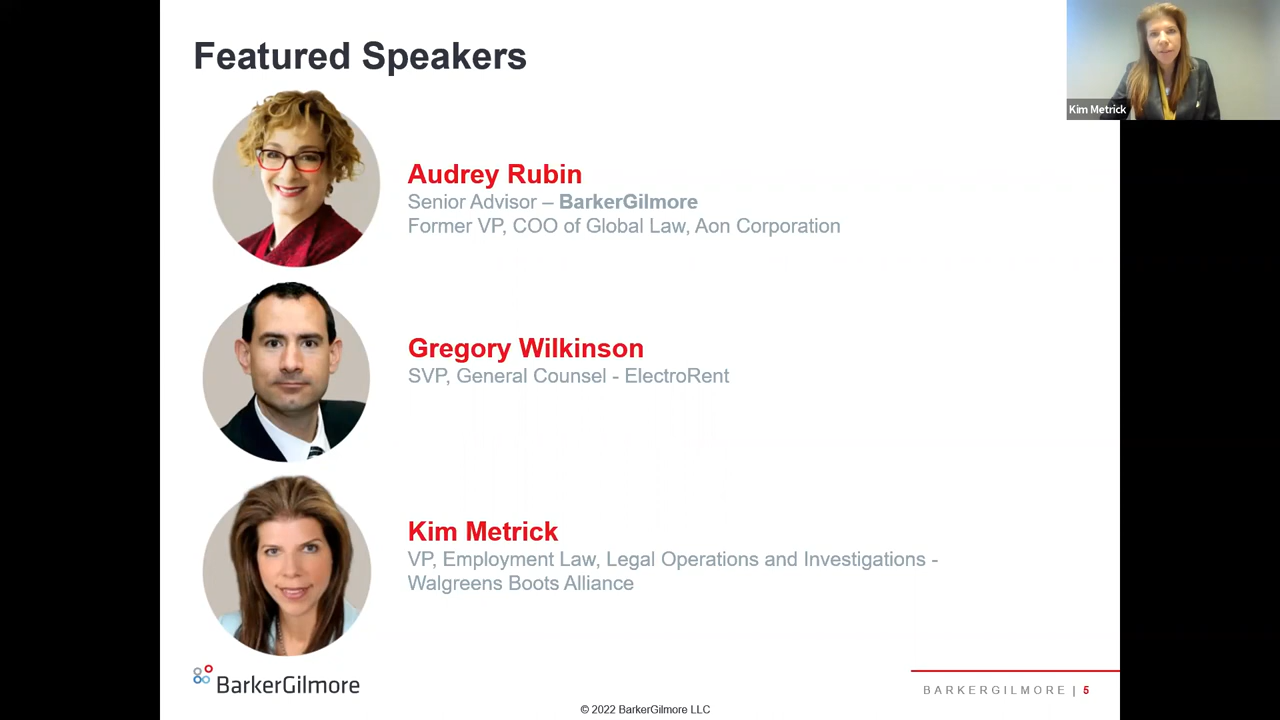 Featured Speakers
Kim Metrick
Audrey Rubin
Senior Advisor – BarkerGilmore
Former VP, COO of Global Law, Aon Corporation
Gregory Wilkinson
SVP, General Counsel - ElectroRent
Kim Metrick
VP, Employment Law, Legal Operations and Investigations -
Walgreens Boots Alliance
BarkerGilmore
BARKERGILMORE | 5
© 2022 BarkerGilmore LLC